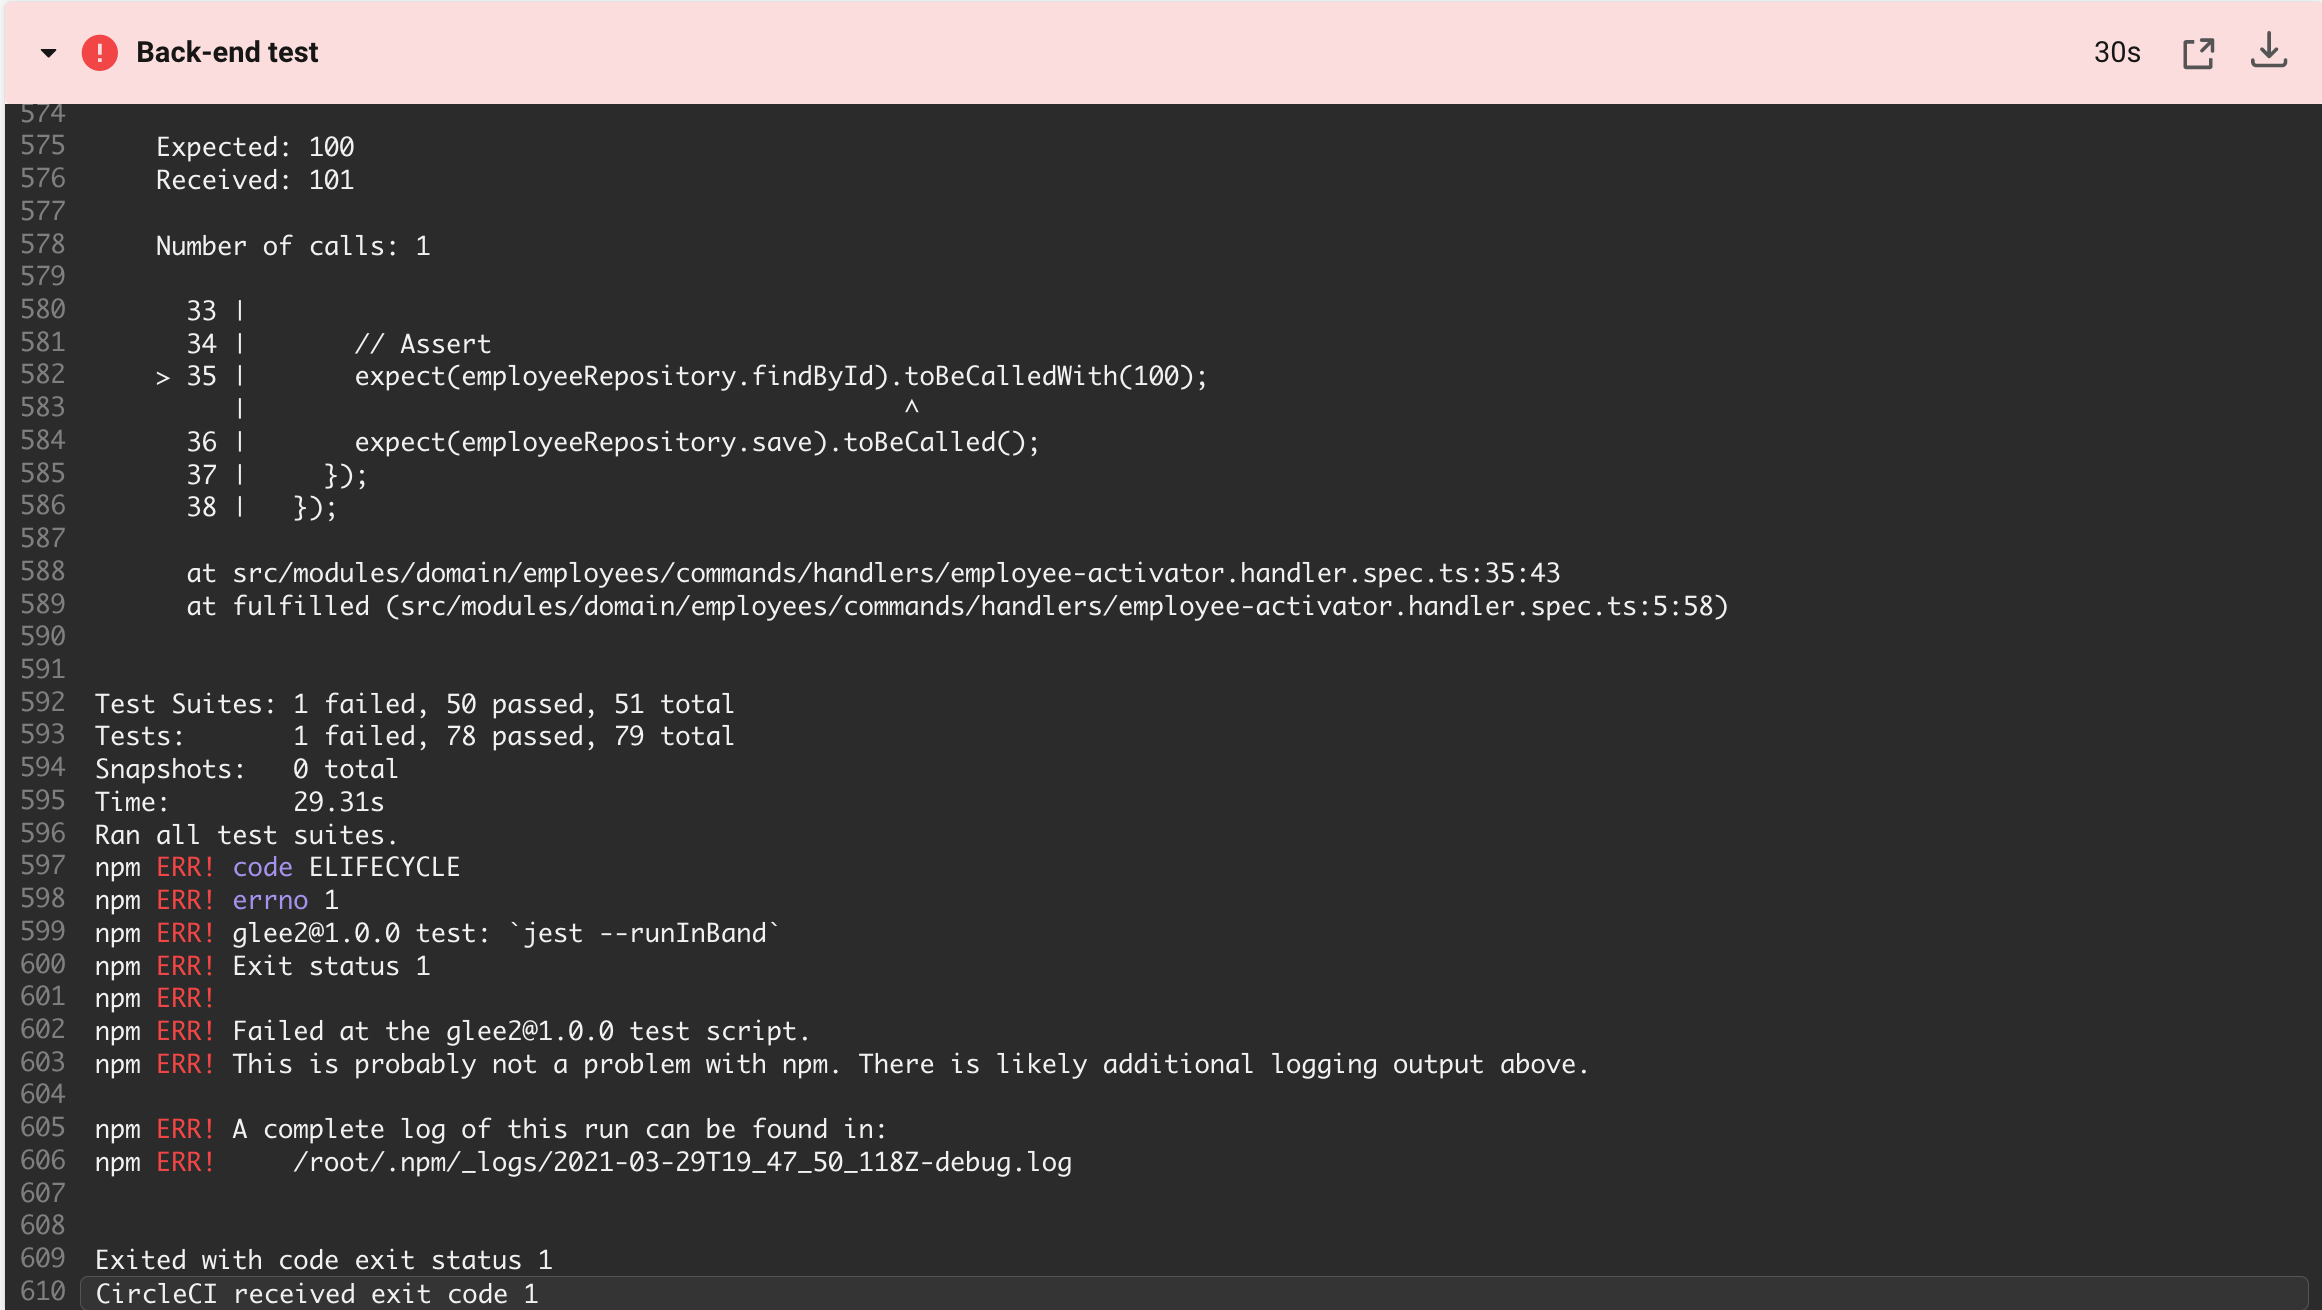 Back-end test 30s
574
575 Expected: 100
576 Received: 101
577
578 Number of calls: 1
579
580 33 |
581 34 | // Assert
582 > 35 | expect(employeeRepository.findById).toBeCalledWith(100);
583 | ^
584 36 | expect(employeeRepository.save).toBeCalled();
585 37 | });
586 38 | });
587
588 at src/modules/domain/employees/commands/handlers/employee-activator.handler.spec.ts:35:43
589 at fulfilled (src/modules/domain/employees/commands/handlers/employee-activator.handler.spec.ts:5:58)
590
591
592 Test Suites: 1 failed, 50 passed, 51 total
593 Tests: 1 failed, 78 passed, 79 total
594 Snapshots: 0 total
595 Time: 29.31s
596 Ran all test suites.
597 npm ERR! code ELIFECYCLE
598 npm ERR! errno 1
599 npm ERR! glee2@1.0.0 test: `jest --runInBand`
600 npm ERR! Exit status 1
601 npm ERR!
602 npm ERR! Failed at the glee2@1.0.0 test script.
603 npm ERR! This is probably not a problem with npm. There is likely additional logging output above.
604
605 npm ERR! A complete log of this run can be found in:
606 npm ERR! /root/.npm/_logs/2021-03-29T19_47_50_118Z-debug.log
607
608
609 Exited with code exit status 1
610 CircleCI received exit code 1